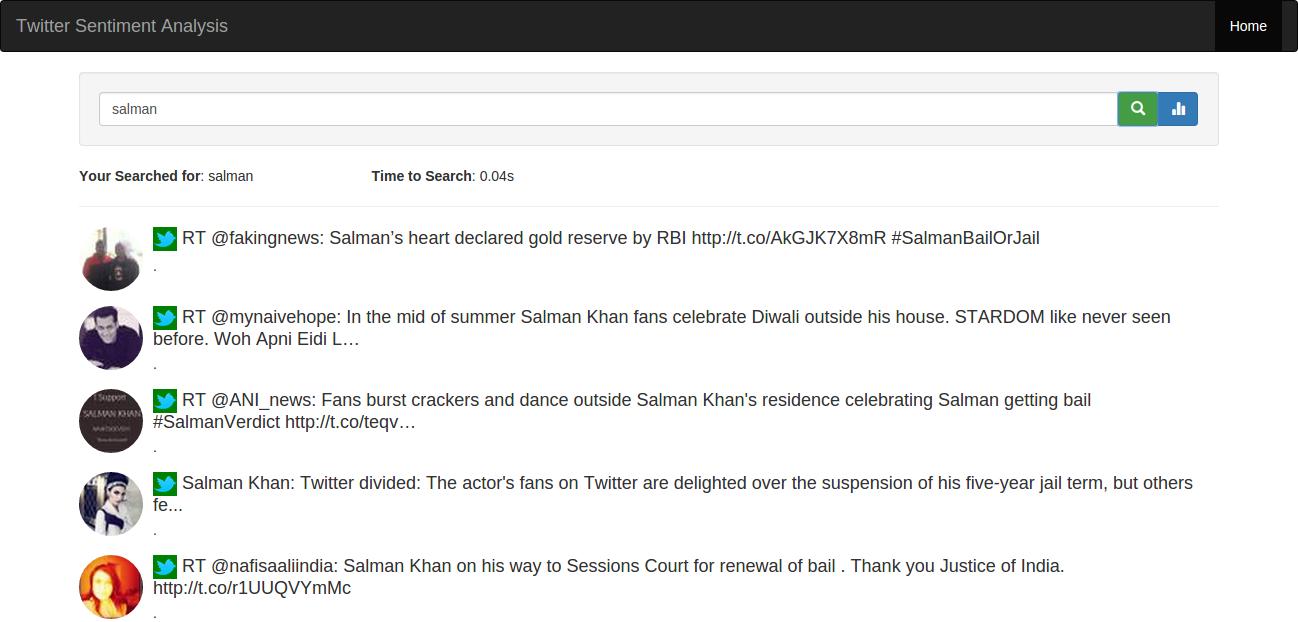 Twitter Sentiment Analysis
Home
salman
Your Searched for: salman Time to Search: 0.04s
RT @fakingnews: Salman’s heart declared gold reserve by RBI http://t.co/AkGJK7X8mR #SalmanBailOrJail
.
RT @mynaivehope: In the mid of summer Salman Khan fans celebrate Diwali outside his house. STARDOM like never seen
before. Woh Apni Eidi L…
.
I Support
SALMAN KHAN
RT @ANI_news: Fans burst crackers and dance outside Salman Khan's residence celebrating Salman getting bail
#SalmanVerdict http://t.co/teqv…
.
Salman Khan: Twitter divided: The actor's fans on Twitter are delighted over the suspension of his five-year jail term, but others
fe...
.
RT @nafisaaliindia: Salman Khan on his way to Sessions Court for renewal of bail . Thank you Justice of India.
http://t.co/r1UUQVYmMc
.